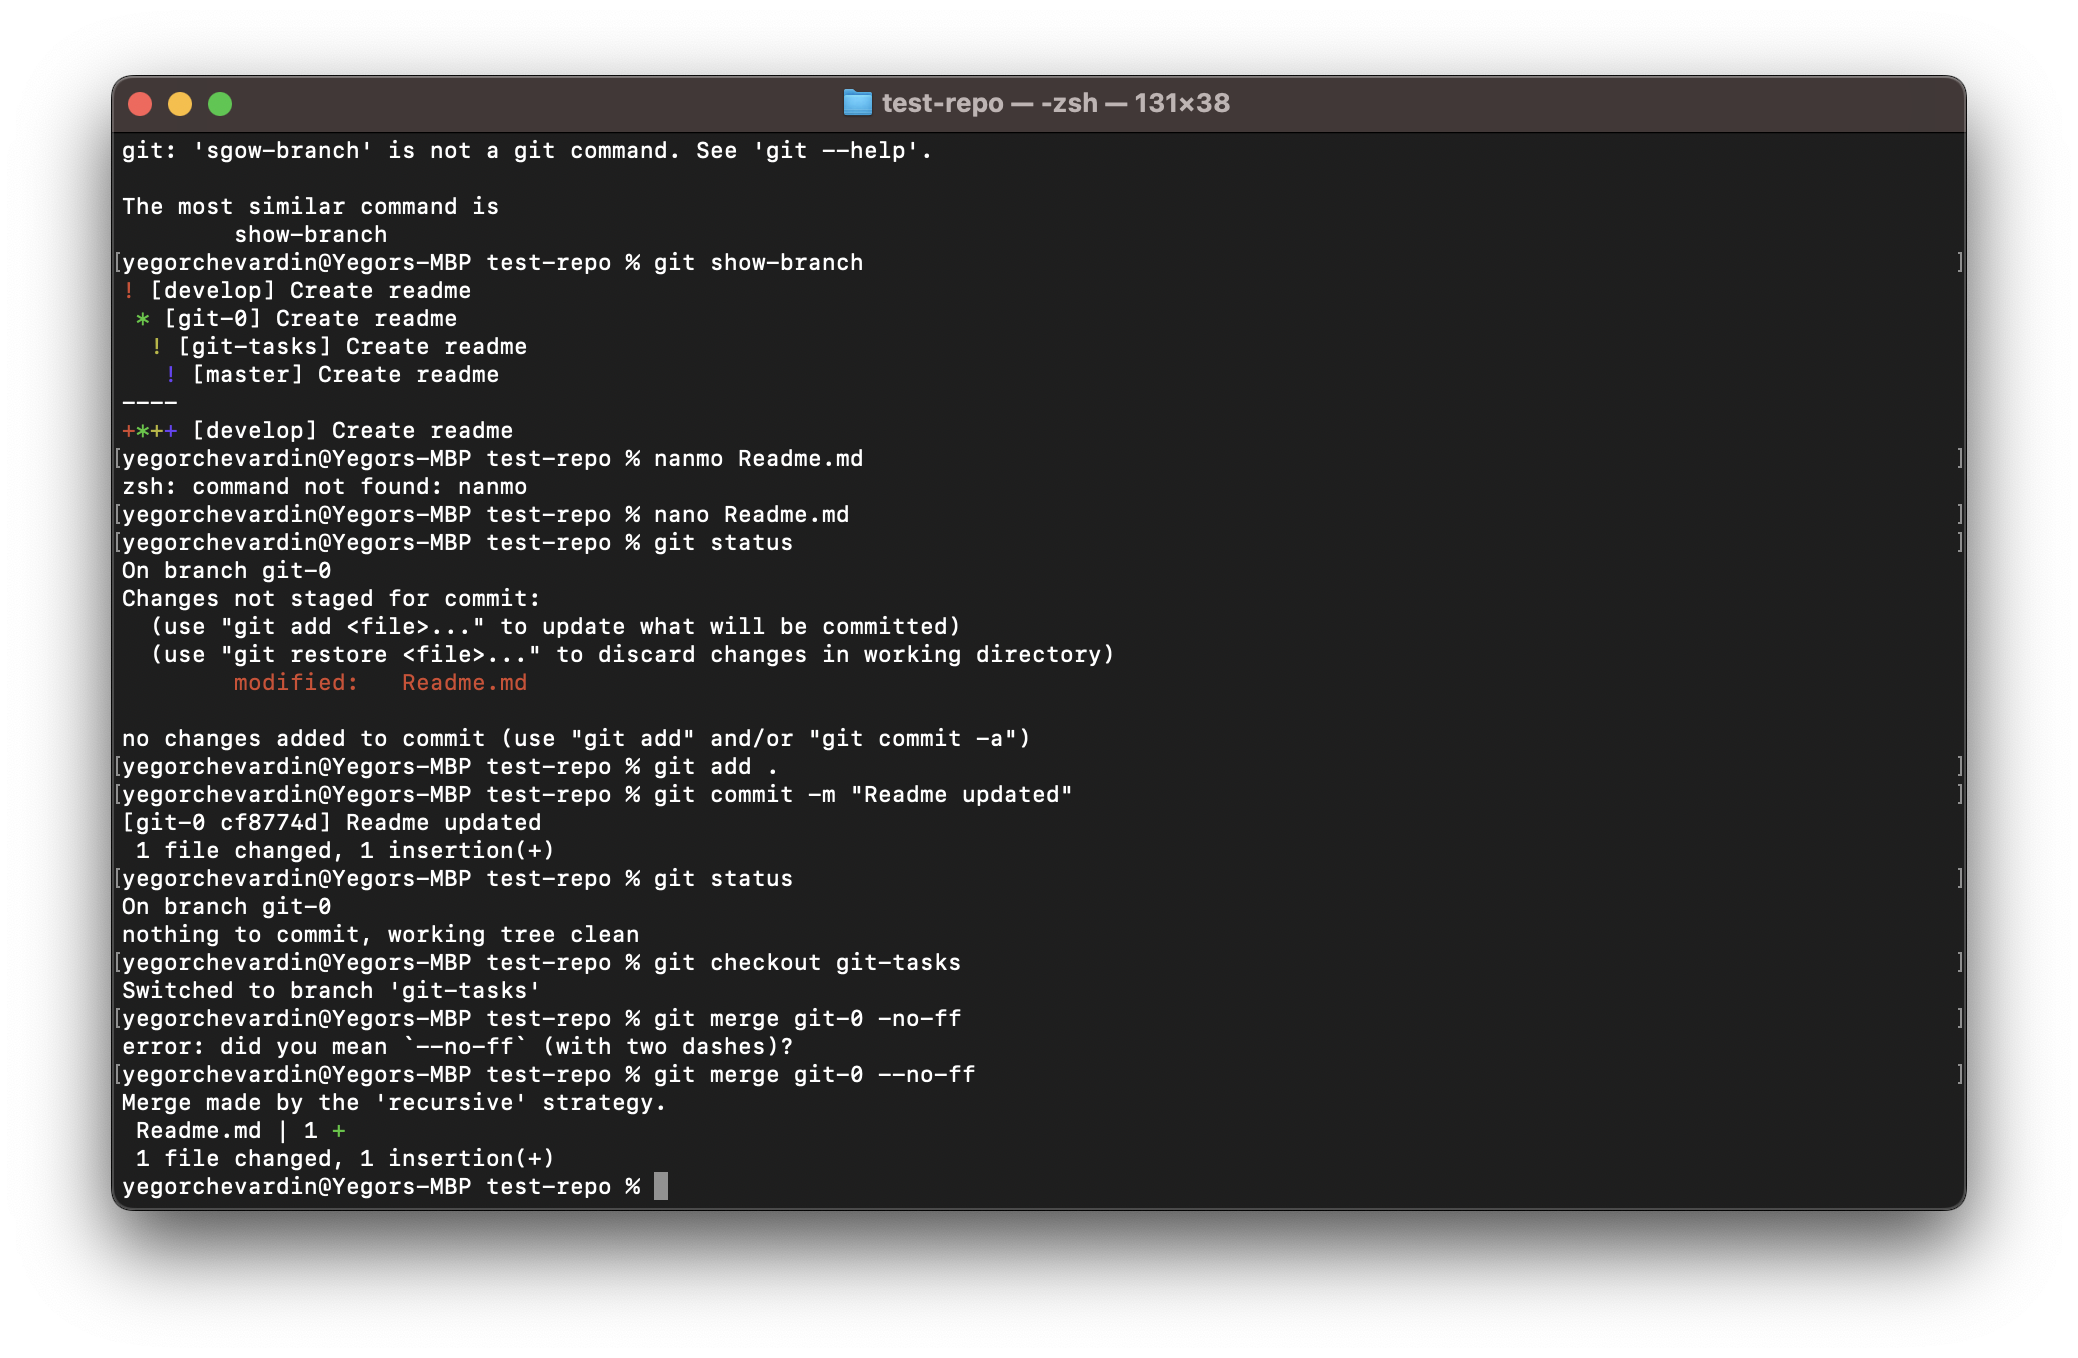 test-repo — -zsh — 131×38
git: 'sgow-branch' is not a git command. See 'git --help'.

The most similar command is
        show-branch
[yegorchevardin@Yegors-MBP test-repo % git show-branch ]
! [develop] Create readme
 * [git-0] Create readme
  ! [git-tasks] Create readme
   ! [master] Create readme
----
+*++ [develop] Create readme
[yegorchevardin@Yegors-MBP test-repo % nanmo Readme.md ]
zsh: command not found: nanmo
[yegorchevardin@Yegors-MBP test-repo % nano Readme.md ]
[yegorchevardin@Yegors-MBP test-repo % git status ]
On branch git-0
Changes not staged for commit:
  (use "git add <file>..." to update what will be committed)
  (use "git restore <file>..." to discard changes in working directory)
        modified:   Readme.md

no changes added to commit (use "git add" and/or "git commit -a")
[yegorchevardin@Yegors-MBP test-repo % git add . ]
[yegorchevardin@Yegors-MBP test-repo % git commit -m "Readme updated" ]
[git-0 cf8774d] Readme updated
 1 file changed, 1 insertion(+)
[yegorchevardin@Yegors-MBP test-repo % git status ]
On branch git-0
nothing to commit, working tree clean
[yegorchevardin@Yegors-MBP test-repo % git checkout git-tasks ]
Switched to branch 'git-tasks'
[yegorchevardin@Yegors-MBP test-repo % git merge git-0 -no-ff ]
error: did you mean `--no-ff` (with two dashes)?
[yegorchevardin@Yegors-MBP test-repo % git merge git-0 --no-ff ]
Merge made by the 'recursive' strategy.
 Readme.md | 1 +
 1 file changed, 1 insertion(+)
yegorchevardin@Yegors-MBP test-repo %